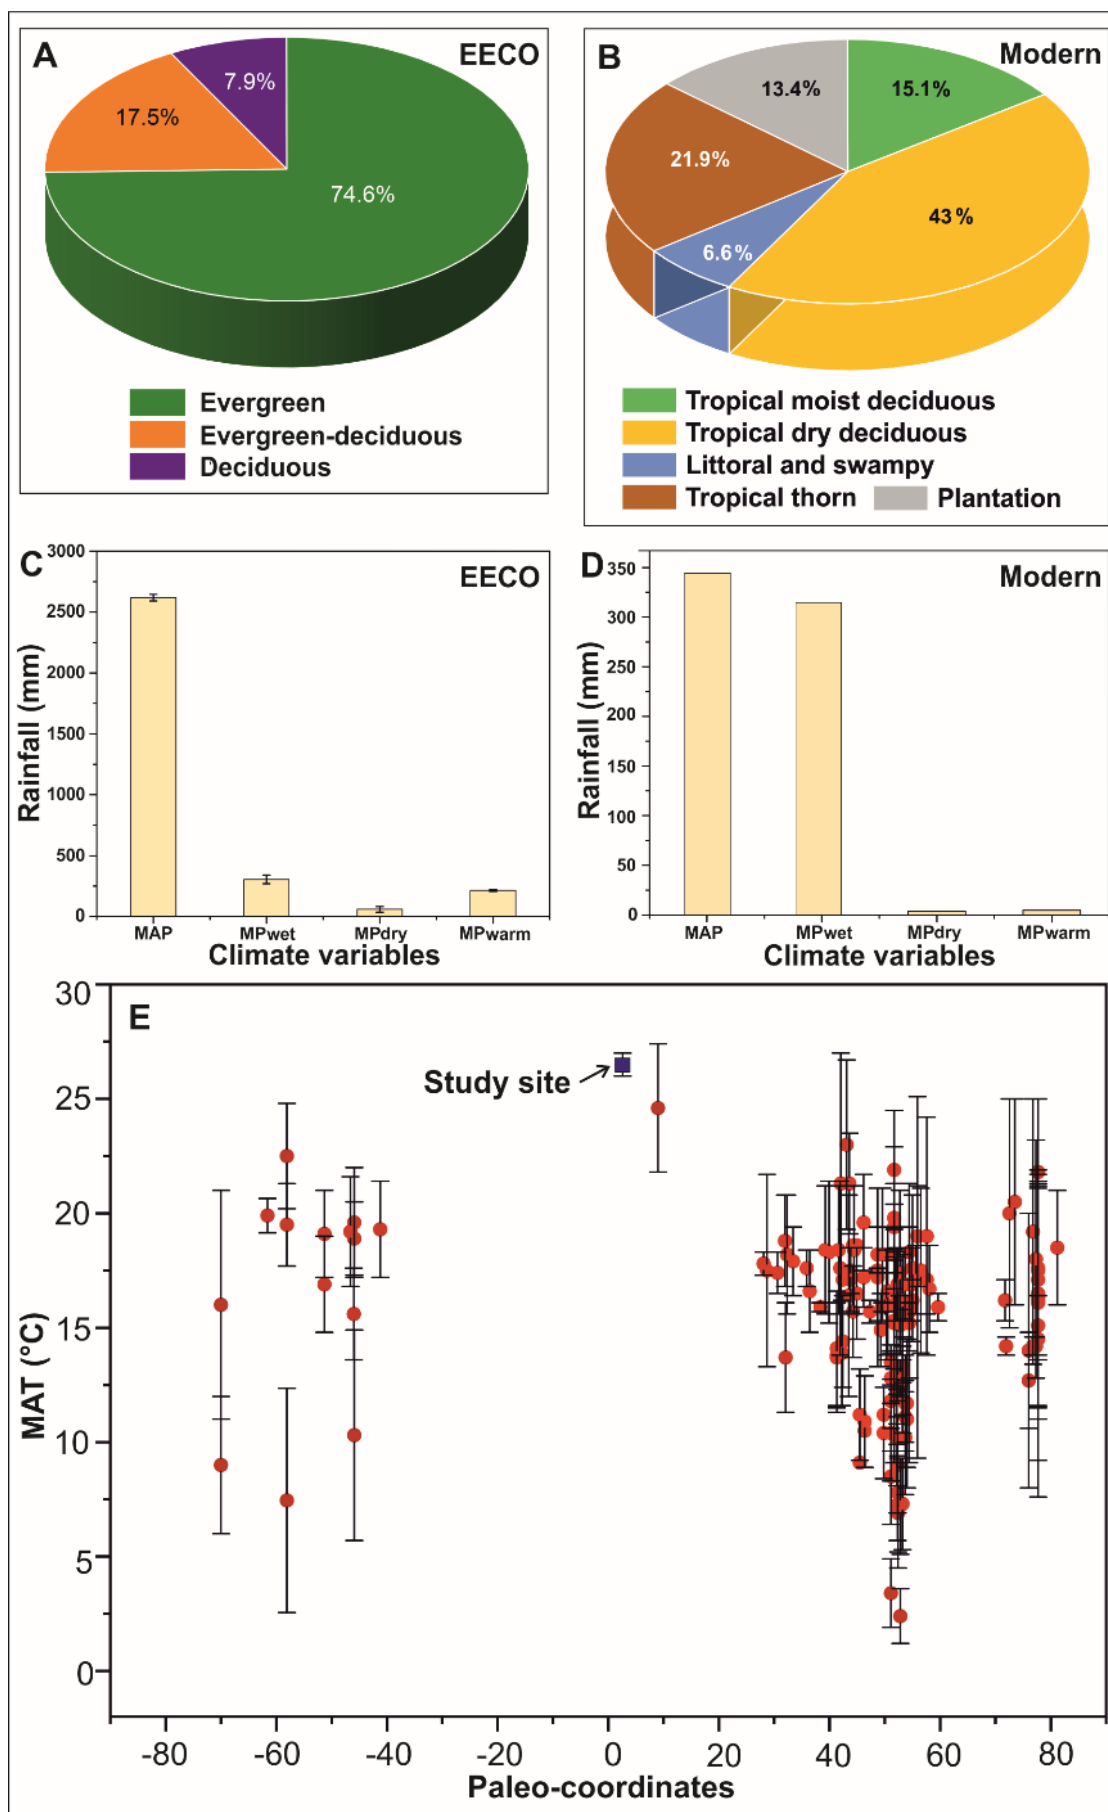 A
EECO
7.9%
17.5%
74.6%
Evergreen
Evergreen-deciduous
Deciduous
B
Modern
13.4%
15.1%
21.9%
43%
6.6%
Tropical moist deciduous
Tropical dry deciduous
Littoral and swampy
Tropical thorn
Plantation
C
EECO
3000
2500
2000
1500
1000
500
0
Rainfall (mm)
MAP
MPwet
MPdry
MPwarm
Climate variables
D
Modern
350
300
250
200
150
100
50
0
Rainfall (mm)
MAP
MPwet
MPdry
MPwarm
Climate variables
E
Study site
30
25
20
15
10
5
0
MAT (°C)
-80
-60
-40
-20
0
20
40
60
80
Paleo-coordinates